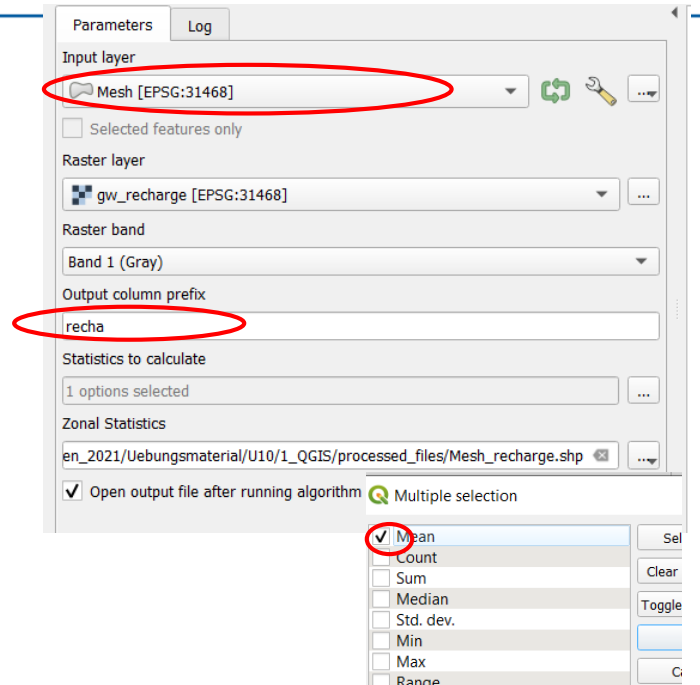 Parameters Log
Input layer
Mesh [EPSG:31468]
Selected features only
Raster layer
gw_recharge [EPSG:31468]
...
Raster band
Band 1 (Gray)
Output column prefix
recha
Statistics to calculate
1 options selected
...
Zonal Statistics
en_2021/Uebungsmaterial/U10/1_QGIS/processed_files/Mesh_recharge.shp
Open output file after running algorithm
Multiple selection
Mean
Sel
Count
Clear
Sum
Median
Toggle
Std. dev.
Min
Max
Ca
Range